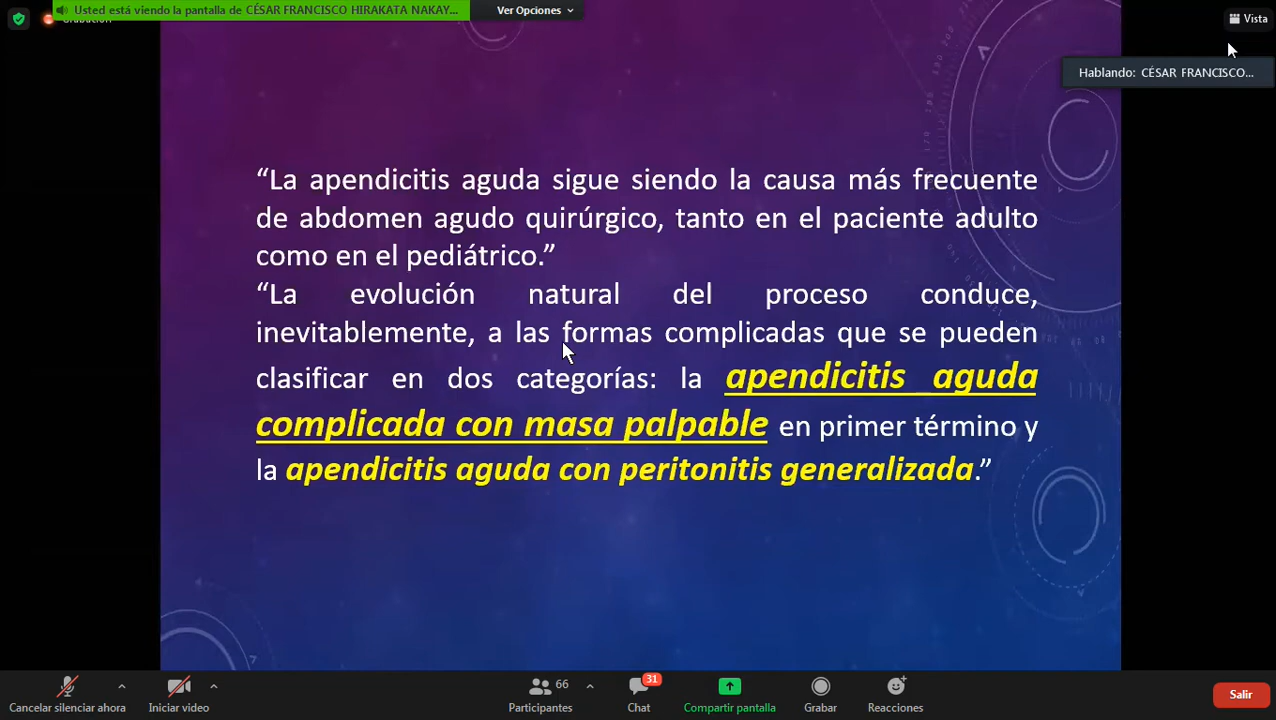 Usted está viendo la pantalla de CÉSAR FRANCISCO HIRAKATA NAKAY...
Ver Opciones
Grabación
Vista
Hablando: CÉSAR FRANCISCO...
“La apendicitis aguda sigue siendo la causa más frecuente
de abdomen agudo quirúrgico, tanto en el paciente adulto
como en el pediátrico.”
“La evolución natural del proceso conduce,
inevitablemente, a las formas complicadas que se pueden
clasificar en dos categorías: la apendicitis aguda
complicada con masa palpable en primer término y
la apendicitis aguda con peritonitis generalizada.”
31
66
Cancelar silenciar ahora
Iniciar video
Participantes
Chat
Compartir pantalla
Grabar
Reacciones
Salir